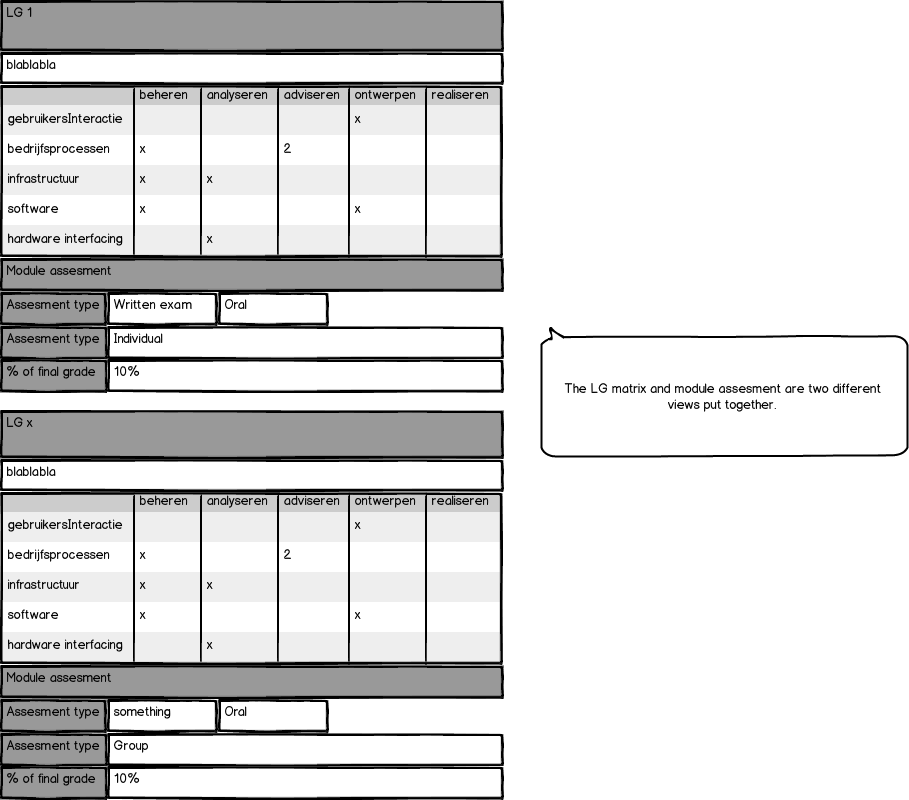 LG 1
blablabla
beheren analyseren adviseren ontwerpen realiseren
gebruikersInteractie x
bedrijfsprocessen x 2
infrastructuur x x
software x x
hardware interfacing x
Module assesment
Assesment type Written exam Oral
Assesment type Individual
% of final grade 10%
The LG matrix and module assesment are two different
views put together.
LG x
blablabla
beheren analyseren adviseren ontwerpen realiseren
gebruikersInteractie x
bedrijfsprocessen x 2
infrastructuur x x
software x x
hardware interfacing x
Module assesment
Assesment type something Oral
Assesment type Group
% of final grade 10%